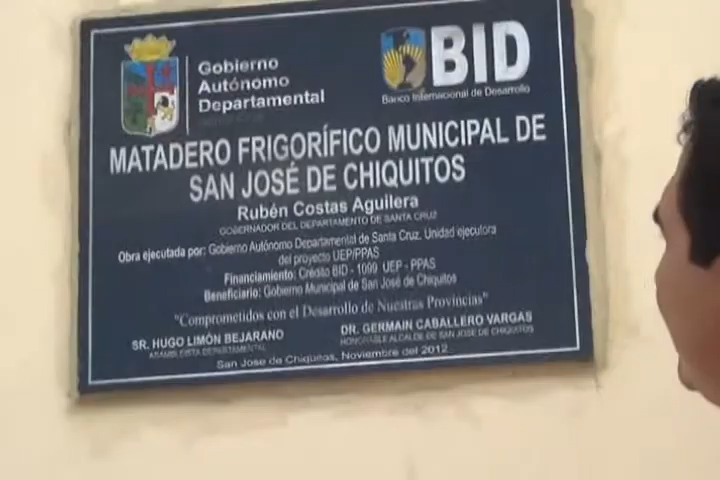 Gobierno
Autónomo
Departamental
BID
Banco Internacional de Desarrollo
MATADERO FRIGORÍFICO MUNICIPAL DE
SAN JOSÉ DE CHIQUITOS
Rubén Costas Aguilera
GOBERNADOR DEL DEPARTAMENTO DE SANTA CRUZ
Obra ejecutada por: Gobierno Autónomo Departamental de Santa Cruz, Unidad ejecutora
del proyecto UEP/PPAS
Financiamiento: Crédito BID - 1099 UEP - PPAS
Beneficiario: Gobierno Municipal de San José de Chiquitos
"Comprometidos con el Desarrollo de Nuestras Provincias"
SR. HUGO LIMÓN BEJARANO
ASAMBLEISTA DEPARTAMENTAL
DR. GERMAIN CABALLERO VARGAS
HONORABLE ALCALDE DE SAN JOSÉ DE CHIQUITOS
San Jose de Chiquitos, Noviembre del 2012